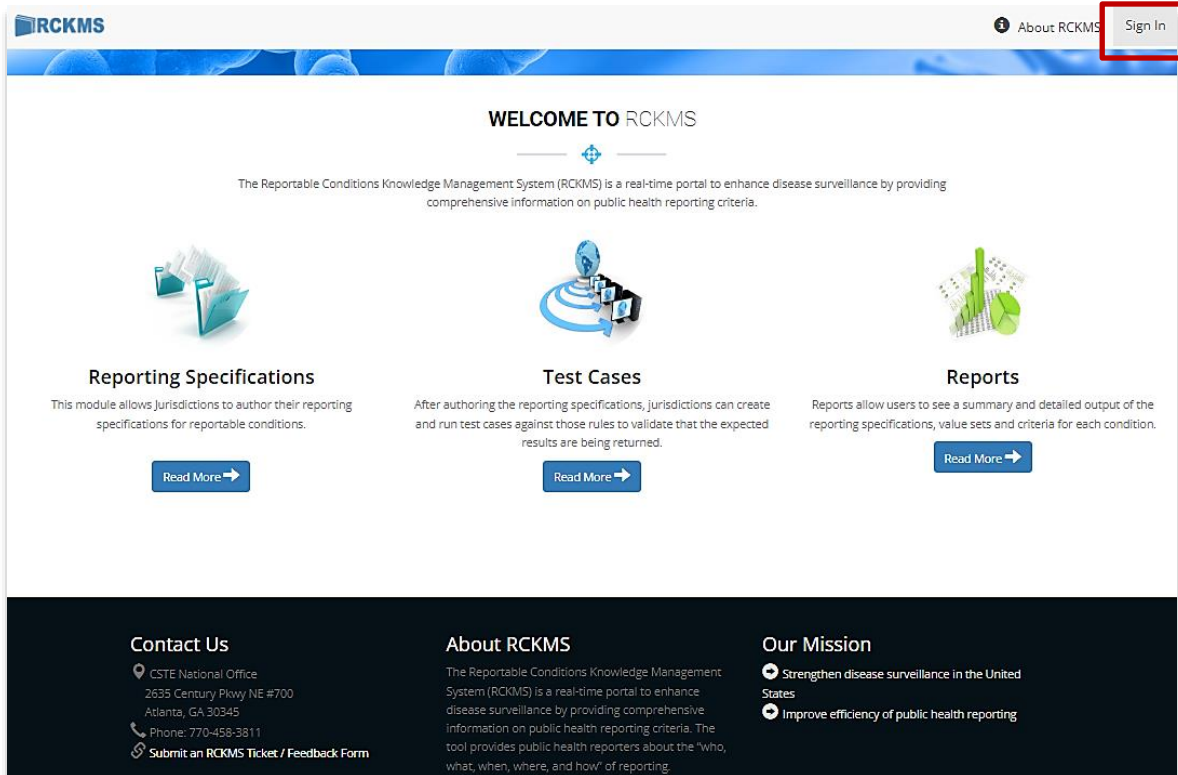 RCKMS
About RCKMS
Sign In
WELCOME TO RCKMS
The Reportable Conditions Knowledge Management System (RCKMS) is a real-time portal to enhance disease surveillance by providing
comprehensive information on public health reporting criteria.
Reporting Specifications
This module allows Jurisdictions to author their reporting
specifications for reportable conditions.
Read More
Test Cases
After authoring the reporting specifications, jurisdictions can create
and run test cases against those rules to validate that the expected
results are being returned.
Read More
Reports
Reports allow users to see a summary and detailed output of the
reporting specifications, value sets and criteria for each condition.
Read More
Contact Us
CSTE National Office
2635 Century Pkwy NE #700
Atlanta, GA 30345
Phone: 770-458-3811
Submit an RCKMS Ticket / Feedback Form
About RCKMS
The Reportable Conditions Knowledge Management
System (RCKMS) is a real-time portal to enhance
disease surveillance by providing comprehensive
information on public health reporting criteria. The
tool provides public health reporters about the "who,
what, when, where, and how" of reporting.
Our Mission
Strengthen disease surveillance in the United
States
Improve efficiency of public health reporting